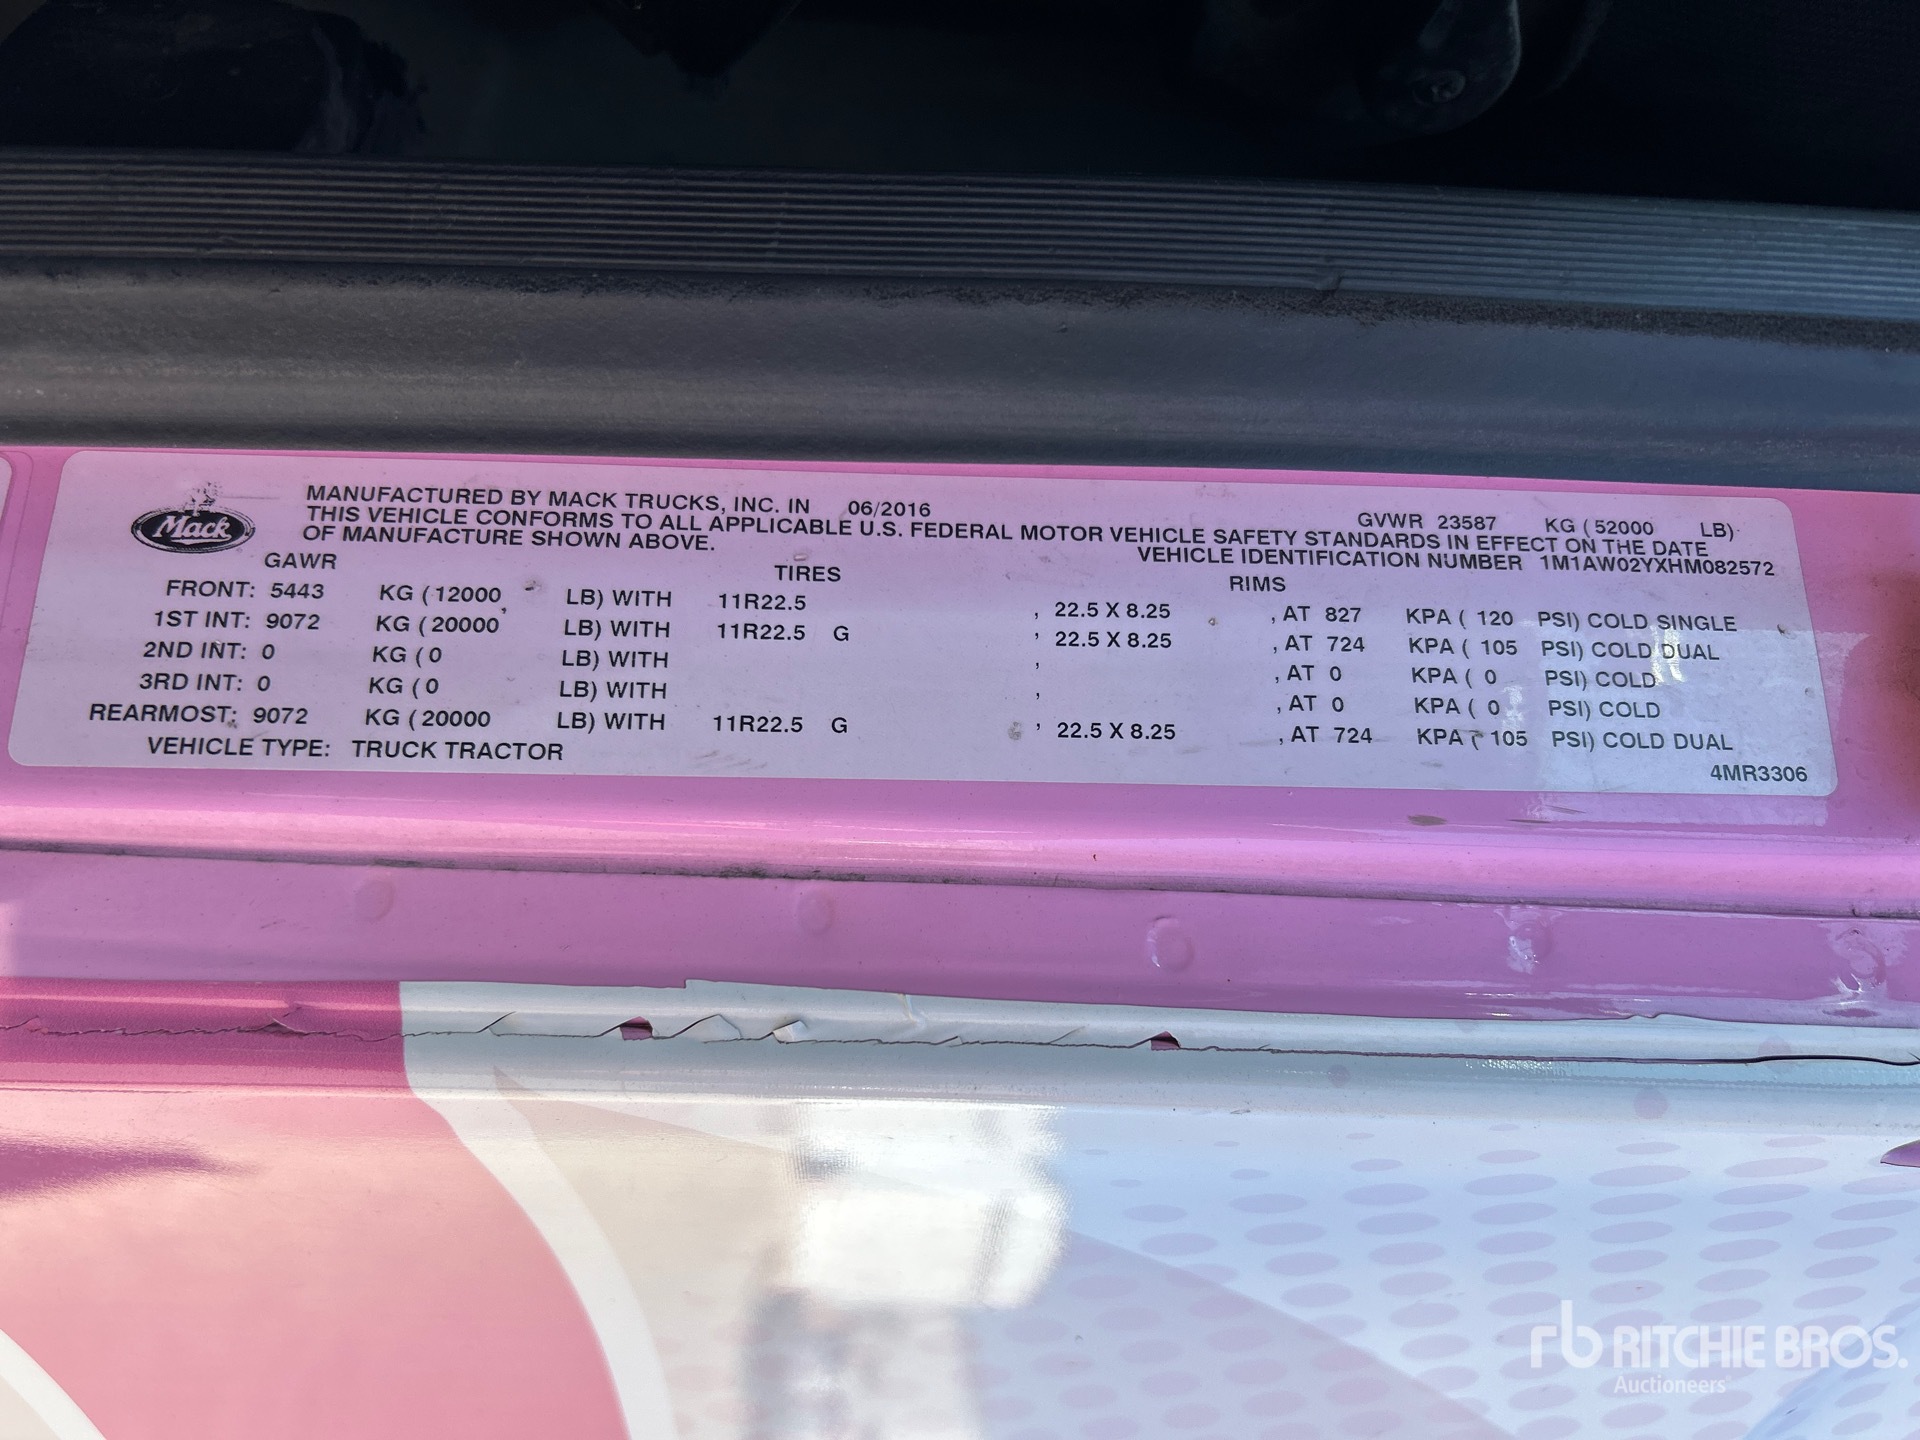 Mack
MANUFACTURED BY MACK TRUCKS, INC. IN 06/2016 GVWR 23587 KG ( 52000 LB)
THIS VEHICLE CONFORMS TO ALL APPLICABLE U.S. FEDERAL MOTOR VEHICLE SAFETY STANDARDS IN EFFECT ON THE DATE
OF MANUFACTURE SHOWN ABOVE. VEHICLE IDENTIFICATION NUMBER 1M1AW02YXHM082572
GAWR TIRES RIMS
FRONT: 5443 KG ( 12000 LB) WITH 11R22.5 , 22.5 X 8.25 , AT 827 KPA ( 120 PSI) COLD SINGLE
1ST INT: 9072 KG ( 20000 LB) WITH 11R22.5 G , 22.5 X 8.25 , AT 724 KPA ( 105 PSI) COLD DUAL
2ND INT: 0 KG ( 0 LB) WITH , , AT 0 KPA ( 0 PSI) COLD
3RD INT: 0 KG ( 0 LB) WITH , , AT 0 KPA ( 0 PSI) COLD
REARMOST: 9072 KG ( 20000 LB) WITH 11R22.5 G , 22.5 X 8.25 , AT 724 KPA ( 105 PSI) COLD DUAL
VEHICLE TYPE: TRUCK TRACTOR
4MR3306
rb RITCHIE BROS.
Auctioneers